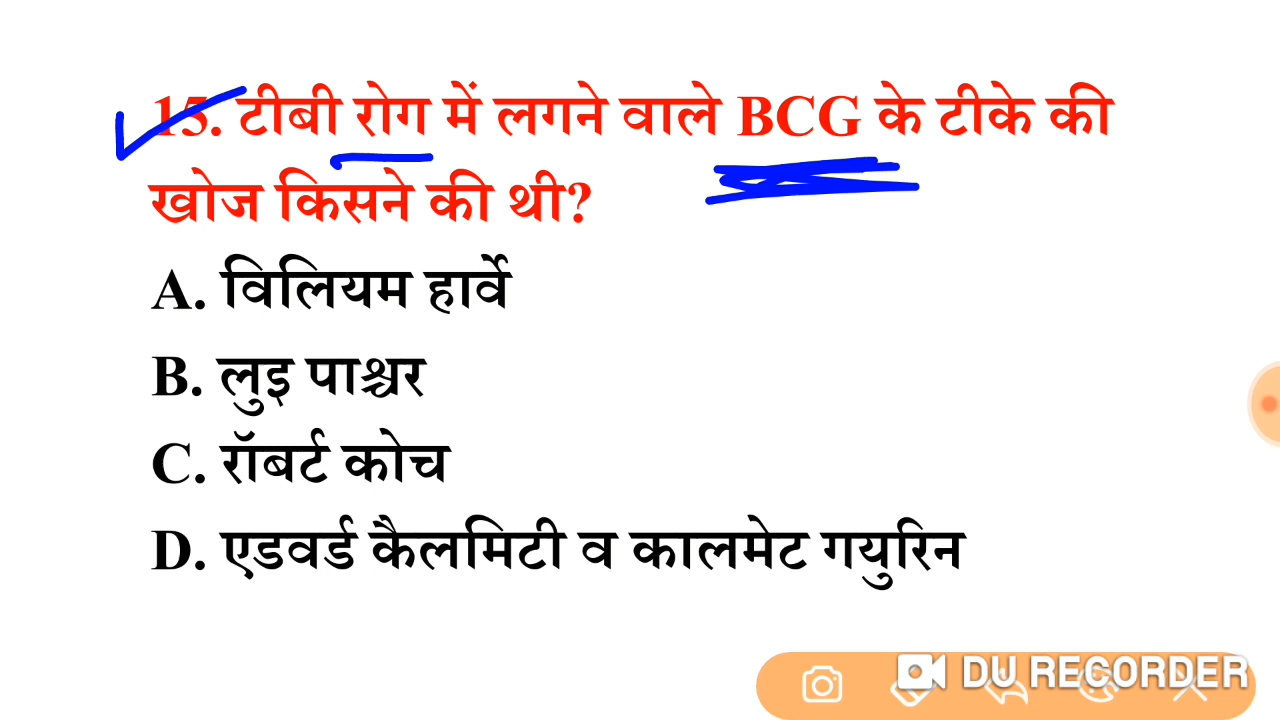 15. टीबी रोग में लगने वाले BCG के टीके की
खोज किसने की थी?
A. विलियम हार्वे
B. लुइ पाश्चर
C. रॉबर्ट कोच
D. एडवर्ड कैलमिटी व कालमेट गयुरिन
DU RECORDER